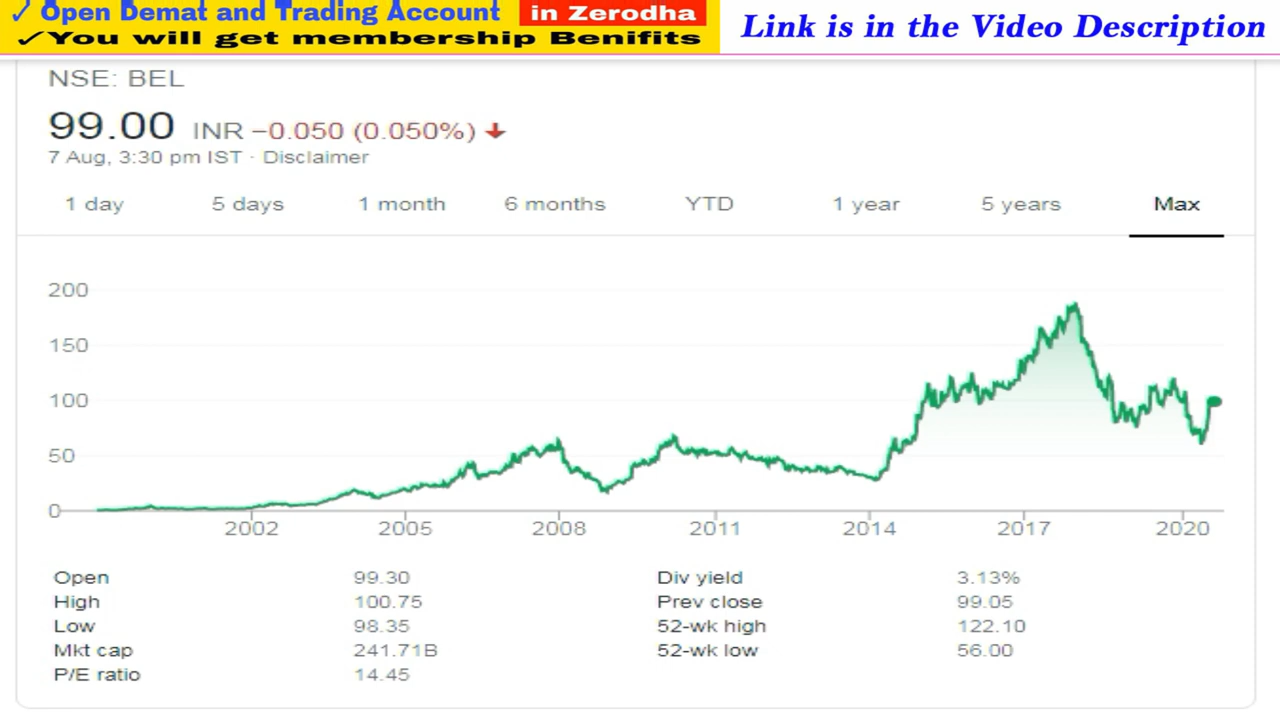 ✓ Open Demat and Trading Account in Zerodha
✓You will get membership Benifits
Link is in the Video Description
NSE: BEL
99.00 INR −0.050 (0.050%) ↓
7 Aug, 3:30 pm IST · Disclaimer
1 day 5 days 1 month 6 months YTD 1 year 5 years Max
200
150
100
50
0
2002 2005 2008 2011 2014 2017 2020
Open 99.30 Div yield 3.13%
High 100.75 Prev close 99.05
Low 98.35 52-wk high 122.10
Mkt cap 241.71B 52-wk low 56.00
P/E ratio 14.45